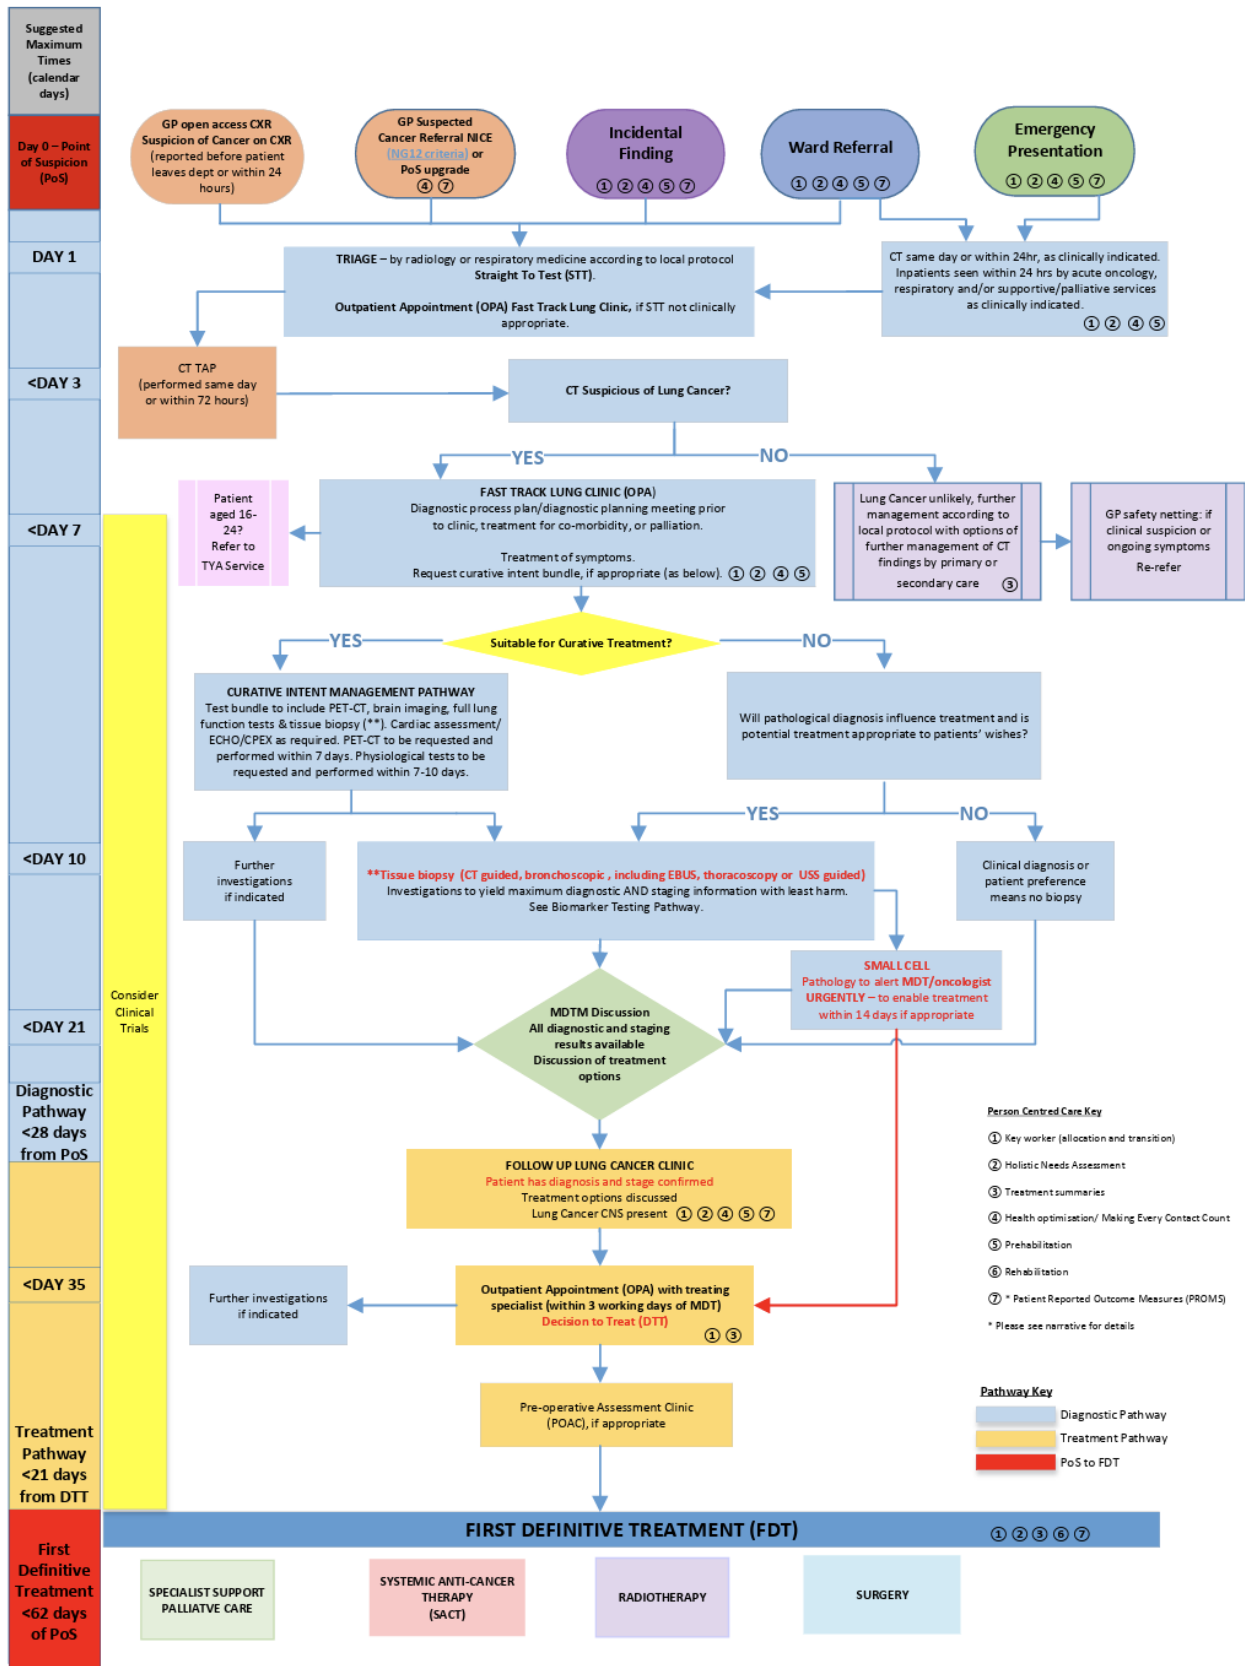 Suggested
Maximum
Times
(calendar
days)
Day 0 – Point
of Suspicion
(PoS)
GP open access CXR
Suspicion of Cancer on CXR
(reported before patient
leaves dept or within 24
hours)
GP Suspected
Cancer Referral NICE
(NG12 criteria) or
PoS upgrade
④ ⑦
Incidental
Finding
① ② ④ ⑤ ⑦
Ward Referral
① ② ④ ⑤ ⑦
Emergency
Presentation
① ② ④ ⑤ ⑦
DAY 1
TRIAGE – by radiology or respiratory medicine according to local protocol
Straight To Test (STT).
Outpatient Appointment (OPA) Fast Track Lung Clinic, if STT not clinically
appropriate.
CT same day or within 24hr, as clinically indicated.
Inpatients seen within 24 hrs by acute oncology,
respiratory and/or supportive/palliative services
as clinically indicated.
① ② ④ ⑤
<DAY 3
CT TAP
(performed same day
or within 72 hours)
CT Suspicious of Lung Cancer?
YES
NO
<DAY 7
Patient
aged 16-
24?
Refer to
TYA Service
FAST TRACK LUNG CLINIC (OPA)
Diagnostic process plan/diagnostic planning meeting prior
to clinic, treatment for co-morbidity, or palliation.
Treatment of symptoms.
Request curative intent bundle, if appropriate (as below). ① ② ④ ⑤
Lung Cancer unlikely, further
management according to
local protocol with options of
further management of CT
findings by primary or
secondary care ③
GP safety netting: if
clinical suspicion or
ongoing symptoms
Re-refer
Suitable for Curative Treatment?
YES
NO
CURATIVE INTENT MANAGEMENT PATHWAY
Test bundle to include PET-CT, brain imaging, full lung
function tests & tissue biopsy (**). Cardiac assessment/
ECHO/CPEX as required. PET-CT to be requested and
performed within 7 days. Physiological tests to be
requested and performed within 7-10 days.
Will pathological diagnosis influence treatment and is
potential treatment appropriate to patients’ wishes?
YES
NO
<DAY 10
Further
investigations
if indicated
**Tissue biopsy (CT guided, bronchoscopic , including EBUS, thoracoscopy or USS guided)
Investigations to yield maximum diagnostic AND staging information with least harm.
See Biomarker Testing Pathway.
Clinical diagnosis or
patient preference
means no biopsy
SMALL CELL
Pathology to alert MDT/oncologist
URGENTLY – to enable treatment
within 14 days if appropriate
Consider
Clinical
Trials
<DAY 21
MDTM Discussion
All diagnostic and staging
results available
Discussion of treatment
options
Diagnostic
Pathway
<28 days
from PoS
FOLLOW UP LUNG CANCER CLINIC
Patient has diagnosis and stage confirmed
Treatment options discussed
Lung Cancer CNS present ① ② ④ ⑤ ⑦
<DAY 35
Further investigations
if indicated
Outpatient Appointment (OPA) with treating
specialist (within 3 working days of MDT)
Decision to Treat (DTT)
① ③
Pre-operative Assessment Clinic
(POAC), if appropriate
Person Centred Care Key
① Key worker (allocation and transition)
② Holistic Needs Assessment
③ Treatment summaries
④ Health optimisation/ Making Every Contact Count
⑤ Prehabilitation
⑥ Rehabilitation
⑦ * Patient Reported Outcome Measures (PROMS)
* Please see narrative for details
Pathway Key
Diagnostic Pathway
Treatment Pathway
PoS to FDT
Treatment
Pathway
<21 days
from DTT
FIRST DEFINITIVE TREATMENT (FDT)
① ② ③ ⑥ ⑦
First
Definitive
Treatment
<62 days
of PoS
SPECIALIST SUPPORT
PALLIATVE CARE
SYSTEMIC ANTI-CANCER
THERAPY
(SACT)
RADIOTHERAPY
SURGERY